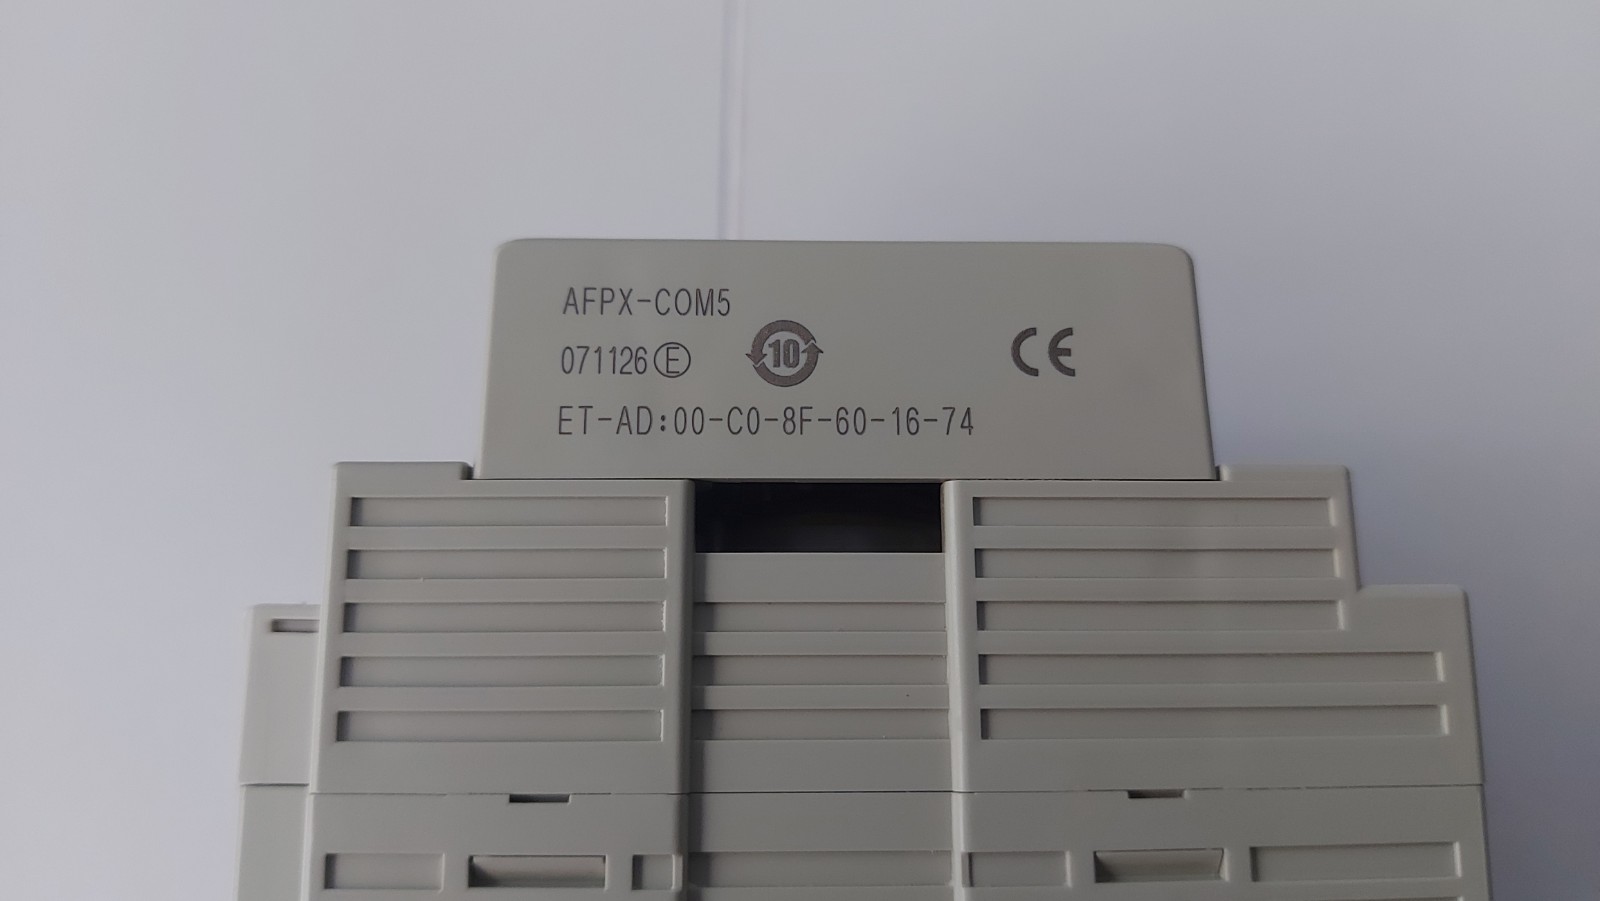 AFPX-COM5
071126 Ⓔ 10 CE
ET-AD:00-C0-8F-60-16-74